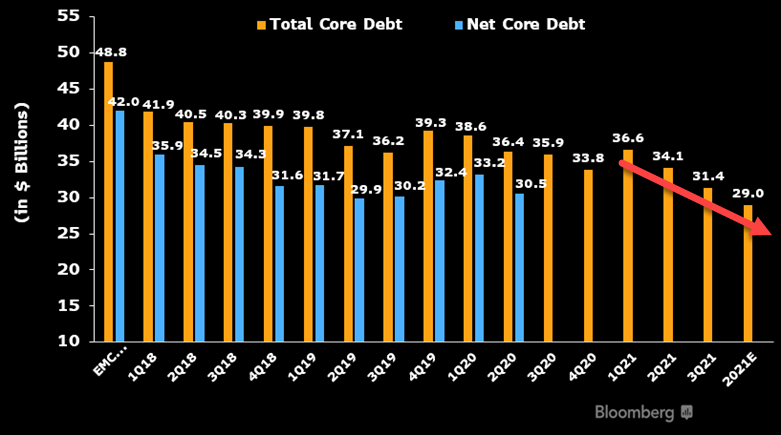 55
Total Core Debt
Net Core Debt
50
45
40
35
30
25
20
15
10
(in $ Billions)
48.8
42.0
41.9
35.9
40.5
34.5
40.3
34.3
39.9
31.6
39.8
31.7
37.1
29.9
36.2
30.2
39.3
32.4
38.6
33.2
36.4
30.5
35.9
33.8
36.6
34.1
31.4
29.0
EMC...
1Q18
2Q18
3Q18
4Q18
1Q19
2Q19
3Q19
4Q19
1Q20
2Q20
3Q20
4Q20
1Q21
2Q21
3Q21
2021E
Bloomberg